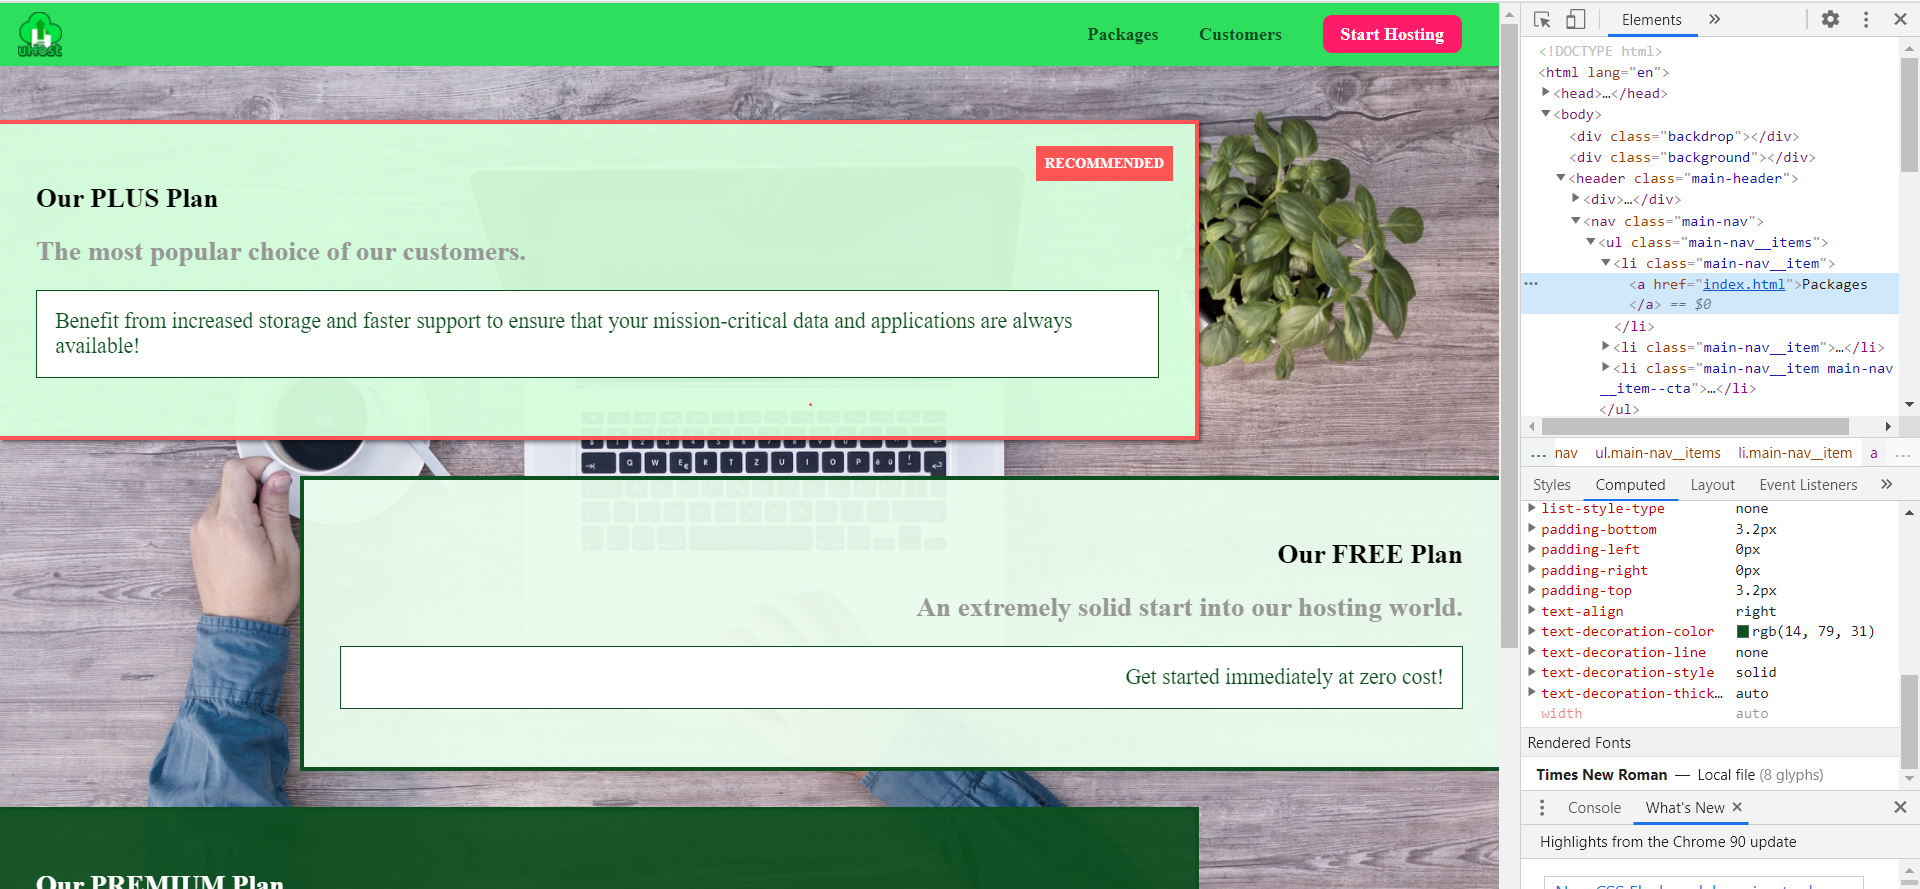 uHost
Packages
Customers
Start Hosting
RECOMMENDED
Our PLUS Plan
The most popular choice of our customers.
Benefit from increased storage and faster support to ensure that your mission-critical data and applications are always
available!
Our FREE Plan
An extremely solid start into our hosting world.
Get started immediately at zero cost!
Our PREMIUM Plan
Elements
<!DOCTYPE html>
<html lang="en">
<head>…</head>
<body>
<div class="backdrop"></div>
<div class="background"></div>
<header class="main-header">
<div>…</div>
<nav class="main-nav">
<ul class="main-nav__items">
<li class="main-nav__item">
<a href="index.html">Packages
</a> == $0
</li>
<li class="main-nav__item">…</li>
<li class="main-nav__item main-nav
__item--cta">…</li>
</ul>
… nav ul.main-nav__items li.main-nav__item a …
Styles Computed Layout Event Listeners
list-style-type none
padding-bottom 3.2px
padding-left 0px
padding-right 0px
padding-top 3.2px
text-align right
text-decoration-color rgb(14, 79, 31)
text-decoration-line none
text-decoration-style solid
text-decoration-thick… auto
width auto
Rendered Fonts
Times New Roman — Local file (8 glyphs)
Console What's New
Highlights from the Chrome 90 update